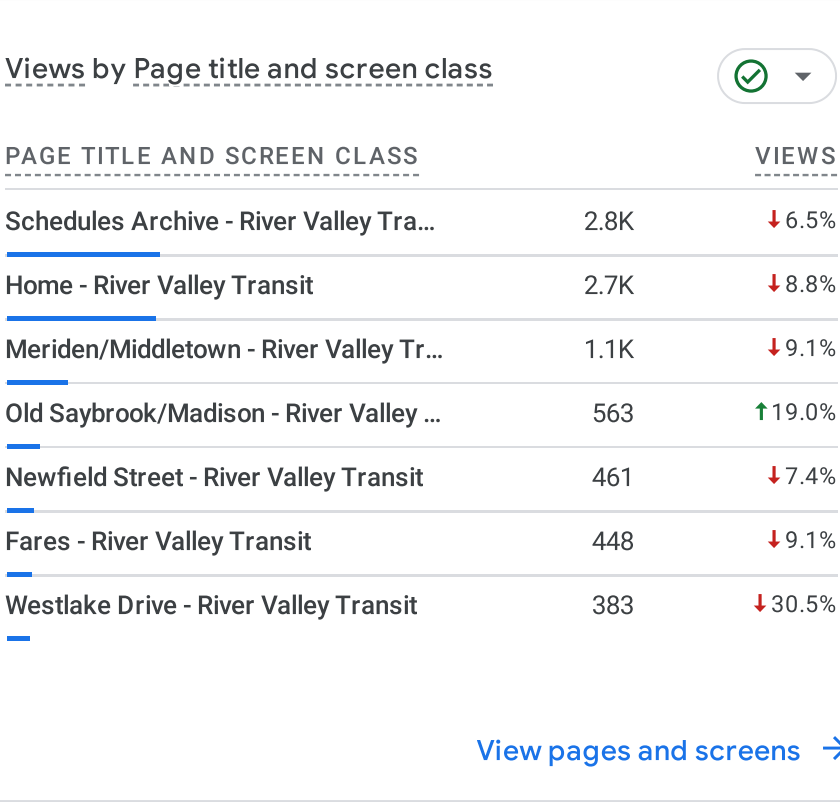 Views by Page title and screen class
PAGE TITLE AND SCREEN CLASS VIEWS
Schedules Archive - River Valley Tra... 2.8K ↓6.5%
Home - River Valley Transit 2.7K ↓8.8%
Meriden/Middletown - River Valley Tr... 1.1K ↓9.1%
Old Saybrook/Madison - River Valley ... 563 ↑19.0%
Newfield Street - River Valley Transit 461 ↓7.4%
Fares - River Valley Transit 448 ↓9.1%
Westlake Drive - River Valley Transit 383 ↓30.5%
View pages and screens →